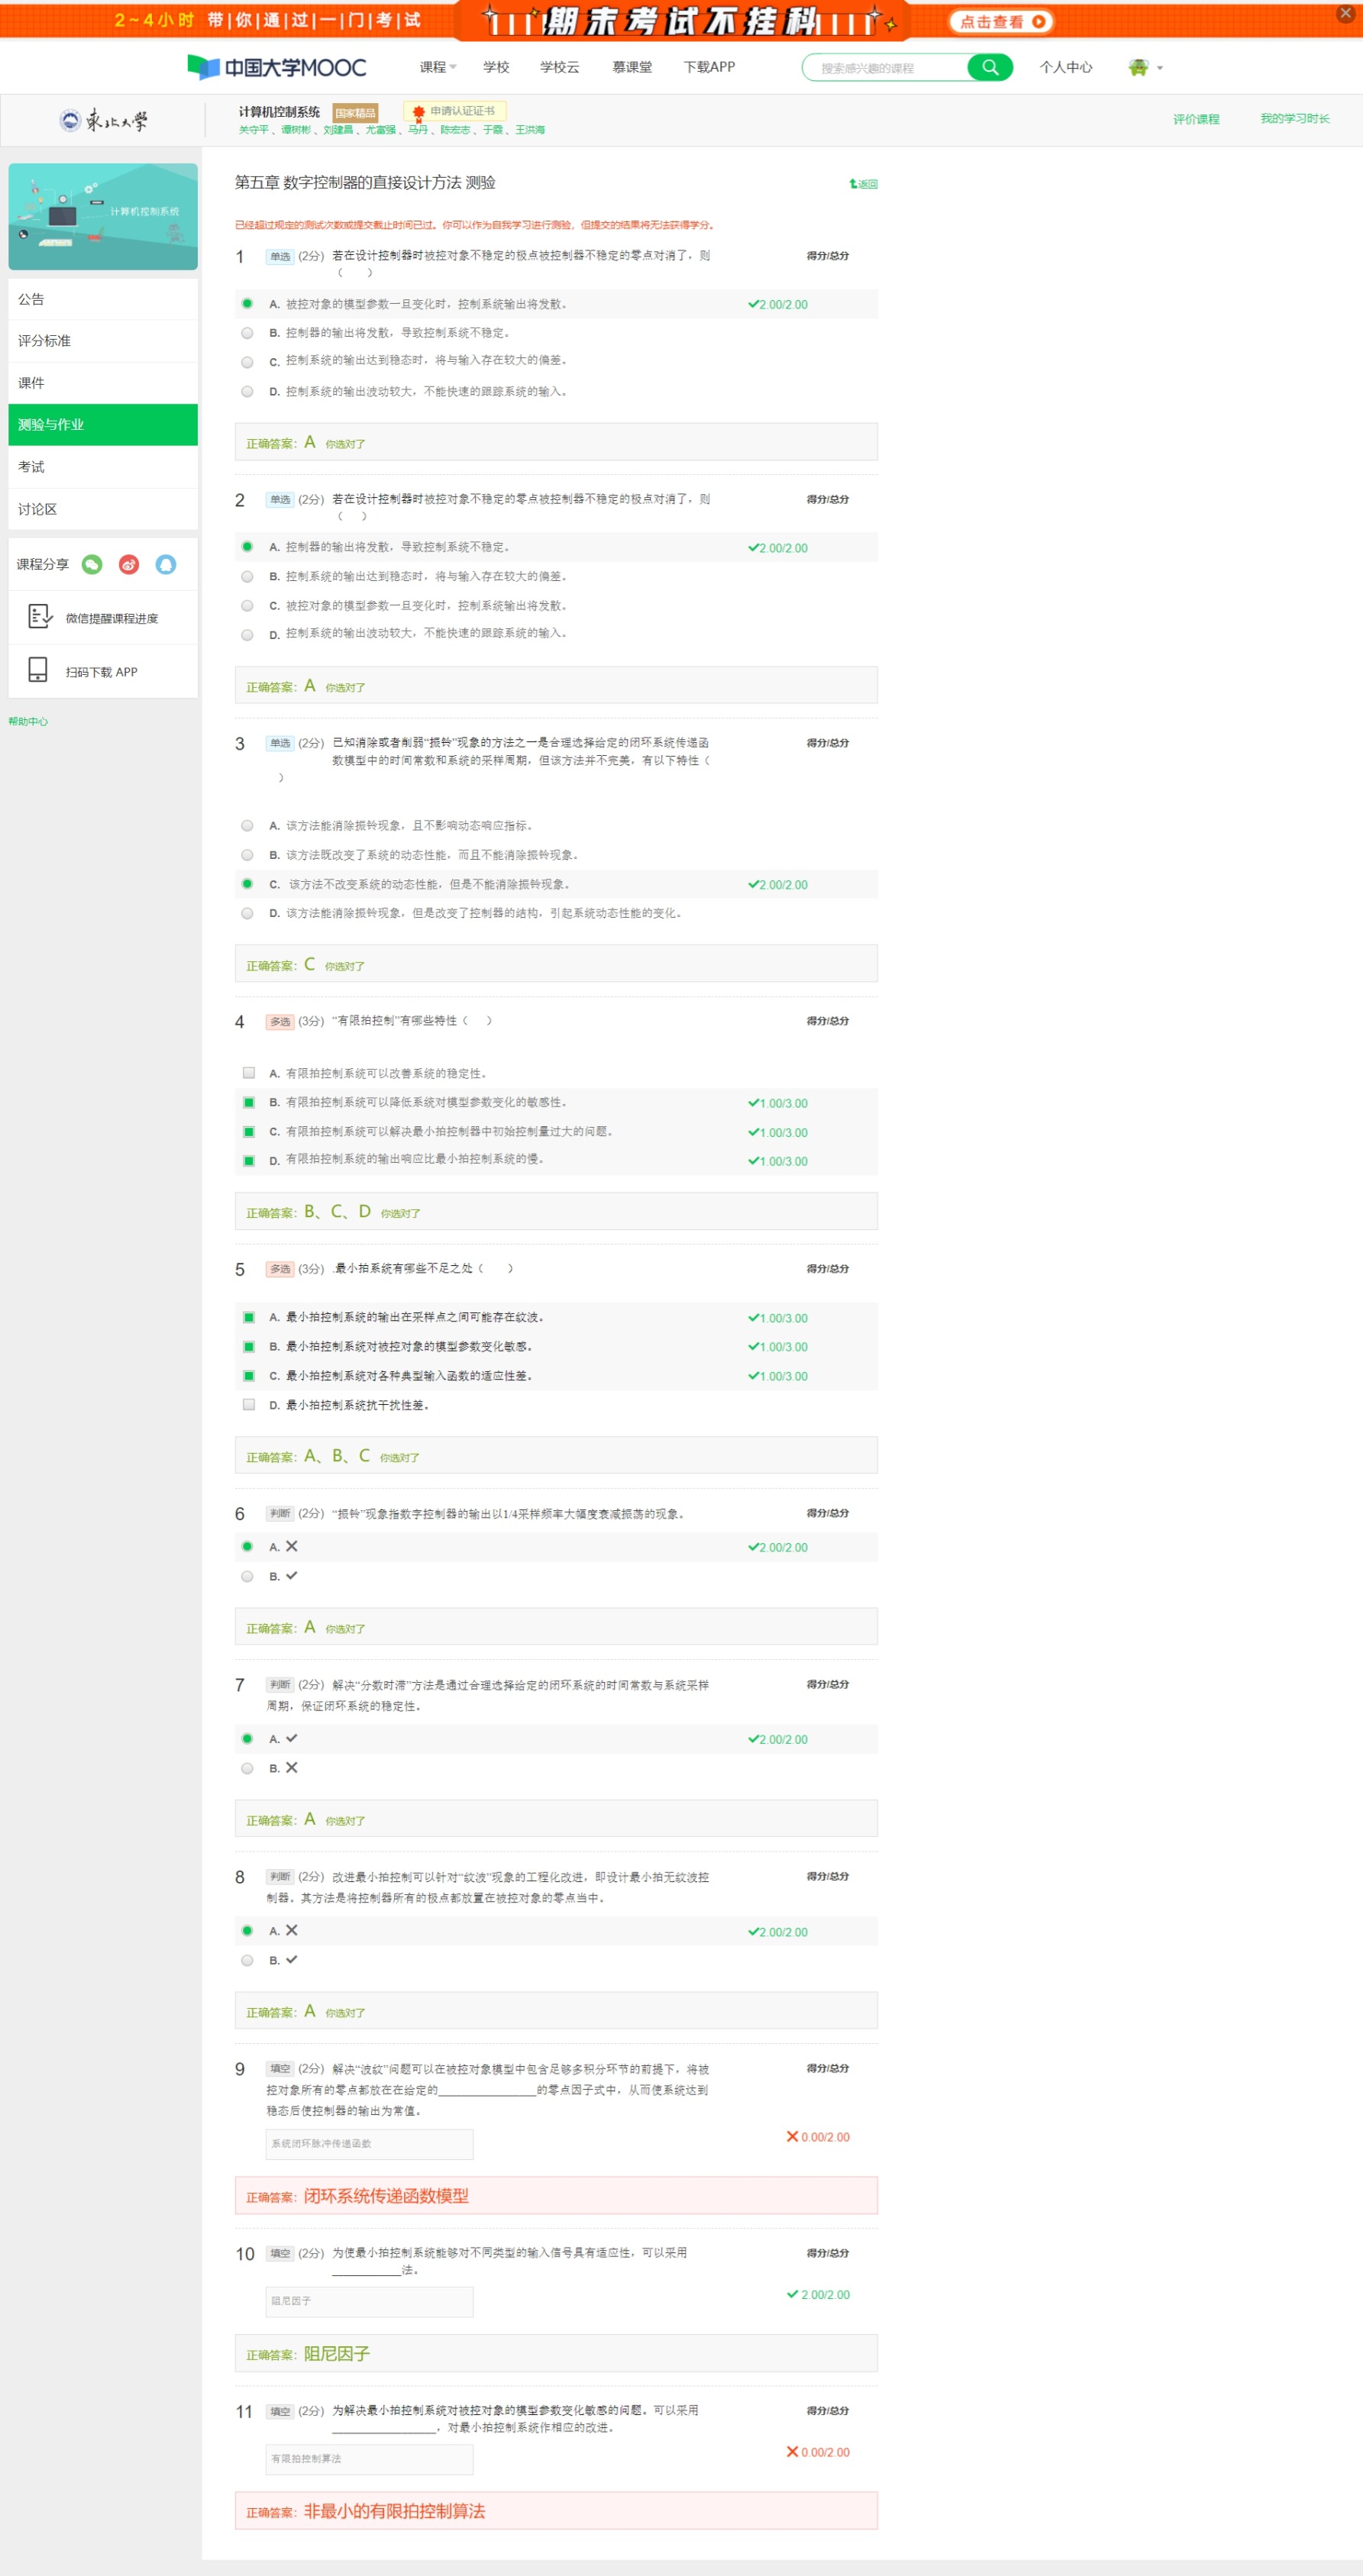 2~4小时 带|你|通|过|一|门|考|试
期末考试不挂科
点击查看
中国大学MOOC
课程
学校
学校云
慕课堂
下载APP
搜索感兴趣的课程
个人中心
东北大学
计算机控制系统 国家精品 申请认证证书
关守平、谭树彬、刘建昌、尤富强、马丹、陈宏志、于霞、王洪海
评价课程
我的学习时长
计算机控制系统
公告
评分标准
课件
测验与作业
考试
讨论区
课程分享
微信提醒课程进度
扫码下载 APP
帮助中心
第五章 数字控制器的直接设计方法 测验
返回
已经超过规定的测试次数或提交截止时间已过。你可以作为自我学习进行测验，但提交的结果将无法获得学分。
1 单选 (2分) 若在设计控制器时被控对象不稳定的极点被控制器不稳定的零点对消了，则 得分/总分
（ ）
A. 被控对象的模型参数一旦变化时，控制系统输出将发散。 2.00/2.00
B. 控制器的输出将发散，导致控制系统不稳定。
C. 控制系统的输出达到稳态时，将与输入存在较大的偏差。
D. 控制系统的输出波动较大，不能快速的跟踪系统的输入。
正确答案：A 你选对了
2 单选 (2分) 若在设计控制器时被控对象不稳定的零点被控制器不稳定的极点对消了，则 得分/总分
（ ）
A. 控制器的输出将发散，导致控制系统不稳定。 2.00/2.00
B. 控制系统的输出达到稳态时，将与输入存在较大的偏差。
C. 被控对象的模型参数一旦变化时，控制系统输出将发散。
D. 控制系统的输出波动较大，不能快速的跟踪系统的输入。
正确答案：A 你选对了
3 单选 (2分) 已知消除或者削弱“振铃”现象的方法之一是合理选择给定的闭环系统传递函 得分/总分
数模型中的时间常数和系统的采样周期，但该方法并不完美，有以下特性（
）
A. 该方法能消除振铃现象，且不影响动态响应指标。
B. 该方法既改变了系统的动态性能，而且不能消除振铃现象。
C. 该方法不改变系统的动态性能，但是不能消除振铃现象。 2.00/2.00
D. 该方法能消除振铃现象，但是改变了控制器的结构，引起系统动态性能的变化。
正确答案：C 你选对了
4 多选 (3分) “有限拍控制”有哪些特性（ ） 得分/总分
A. 有限拍控制系统可以改善系统的稳定性。
B. 有限拍控制系统可以降低系统对模型参数变化的敏感性。 1.00/3.00
C. 有限拍控制系统可以解决最小拍控制器中初始控制量过大的问题。 1.00/3.00
D. 有限拍控制系统的输出响应比最小拍控制系统的慢。 1.00/3.00
正确答案：B、C、D 你选对了
5 多选 (3分) .最小拍系统有哪些不足之处（ ） 得分/总分
A. 最小拍控制系统的输出在采样点之间可能存在纹波。 1.00/3.00
B. 最小拍控制系统对被控对象的模型参数变化敏感。 1.00/3.00
C. 最小拍控制系统对各种典型输入函数的适应性差。 1.00/3.00
D. 最小拍控制系统抗干扰性差。
正确答案：A、B、C 你选对了
6 判断 (2分) “振铃”现象指数字控制器的输出以1/4采样频率大幅度衰减振荡的现象。 得分/总分
A. ✕ 2.00/2.00
B. ✓
正确答案：A 你选对了
7 判断 (2分) 解决“分数时滞”方法是通过合理选择给定的闭环系统的时间常数与系统采样 得分/总分
周期，保证闭环系统的稳定性。
A. ✓ 2.00/2.00
B. ✕
正确答案：A 你选对了
8 判断 (2分) 改进最小拍控制可以针对“纹波”现象的工程化改进，即设计最小拍无纹波控 得分/总分
制器。其方法是将控制器所有的极点都放置在被控对象的零点当中。
A. ✕ 2.00/2.00
B. ✓
正确答案：A 你选对了
9 填空 (2分) 解决“波纹”问题可以在被控对象模型中包含足够多积分环节的前提下，将被 得分/总分
控对象所有的零点都放在在给定的________________的零点因子式中，从而使系统达到
稳态后使控制器的输出为常值。
系统闭环脉冲传递函数 0.00/2.00
正确答案：闭环系统传递函数模型
10 填空 (2分) 为使最小拍控制系统能够对不同类型的输入信号具有适应性，可以采用 得分/总分
____________法。
阻尼因子 2.00/2.00
正确答案：阻尼因子
11 填空 (2分) 为解决最小拍控制系统对被控对象的模型参数变化敏感的问题。可以采用 得分/总分
__________________，对最小拍控制系统作相应的改进。
有限拍控制算法 0.00/2.00
正确答案：非最小的有限拍控制算法